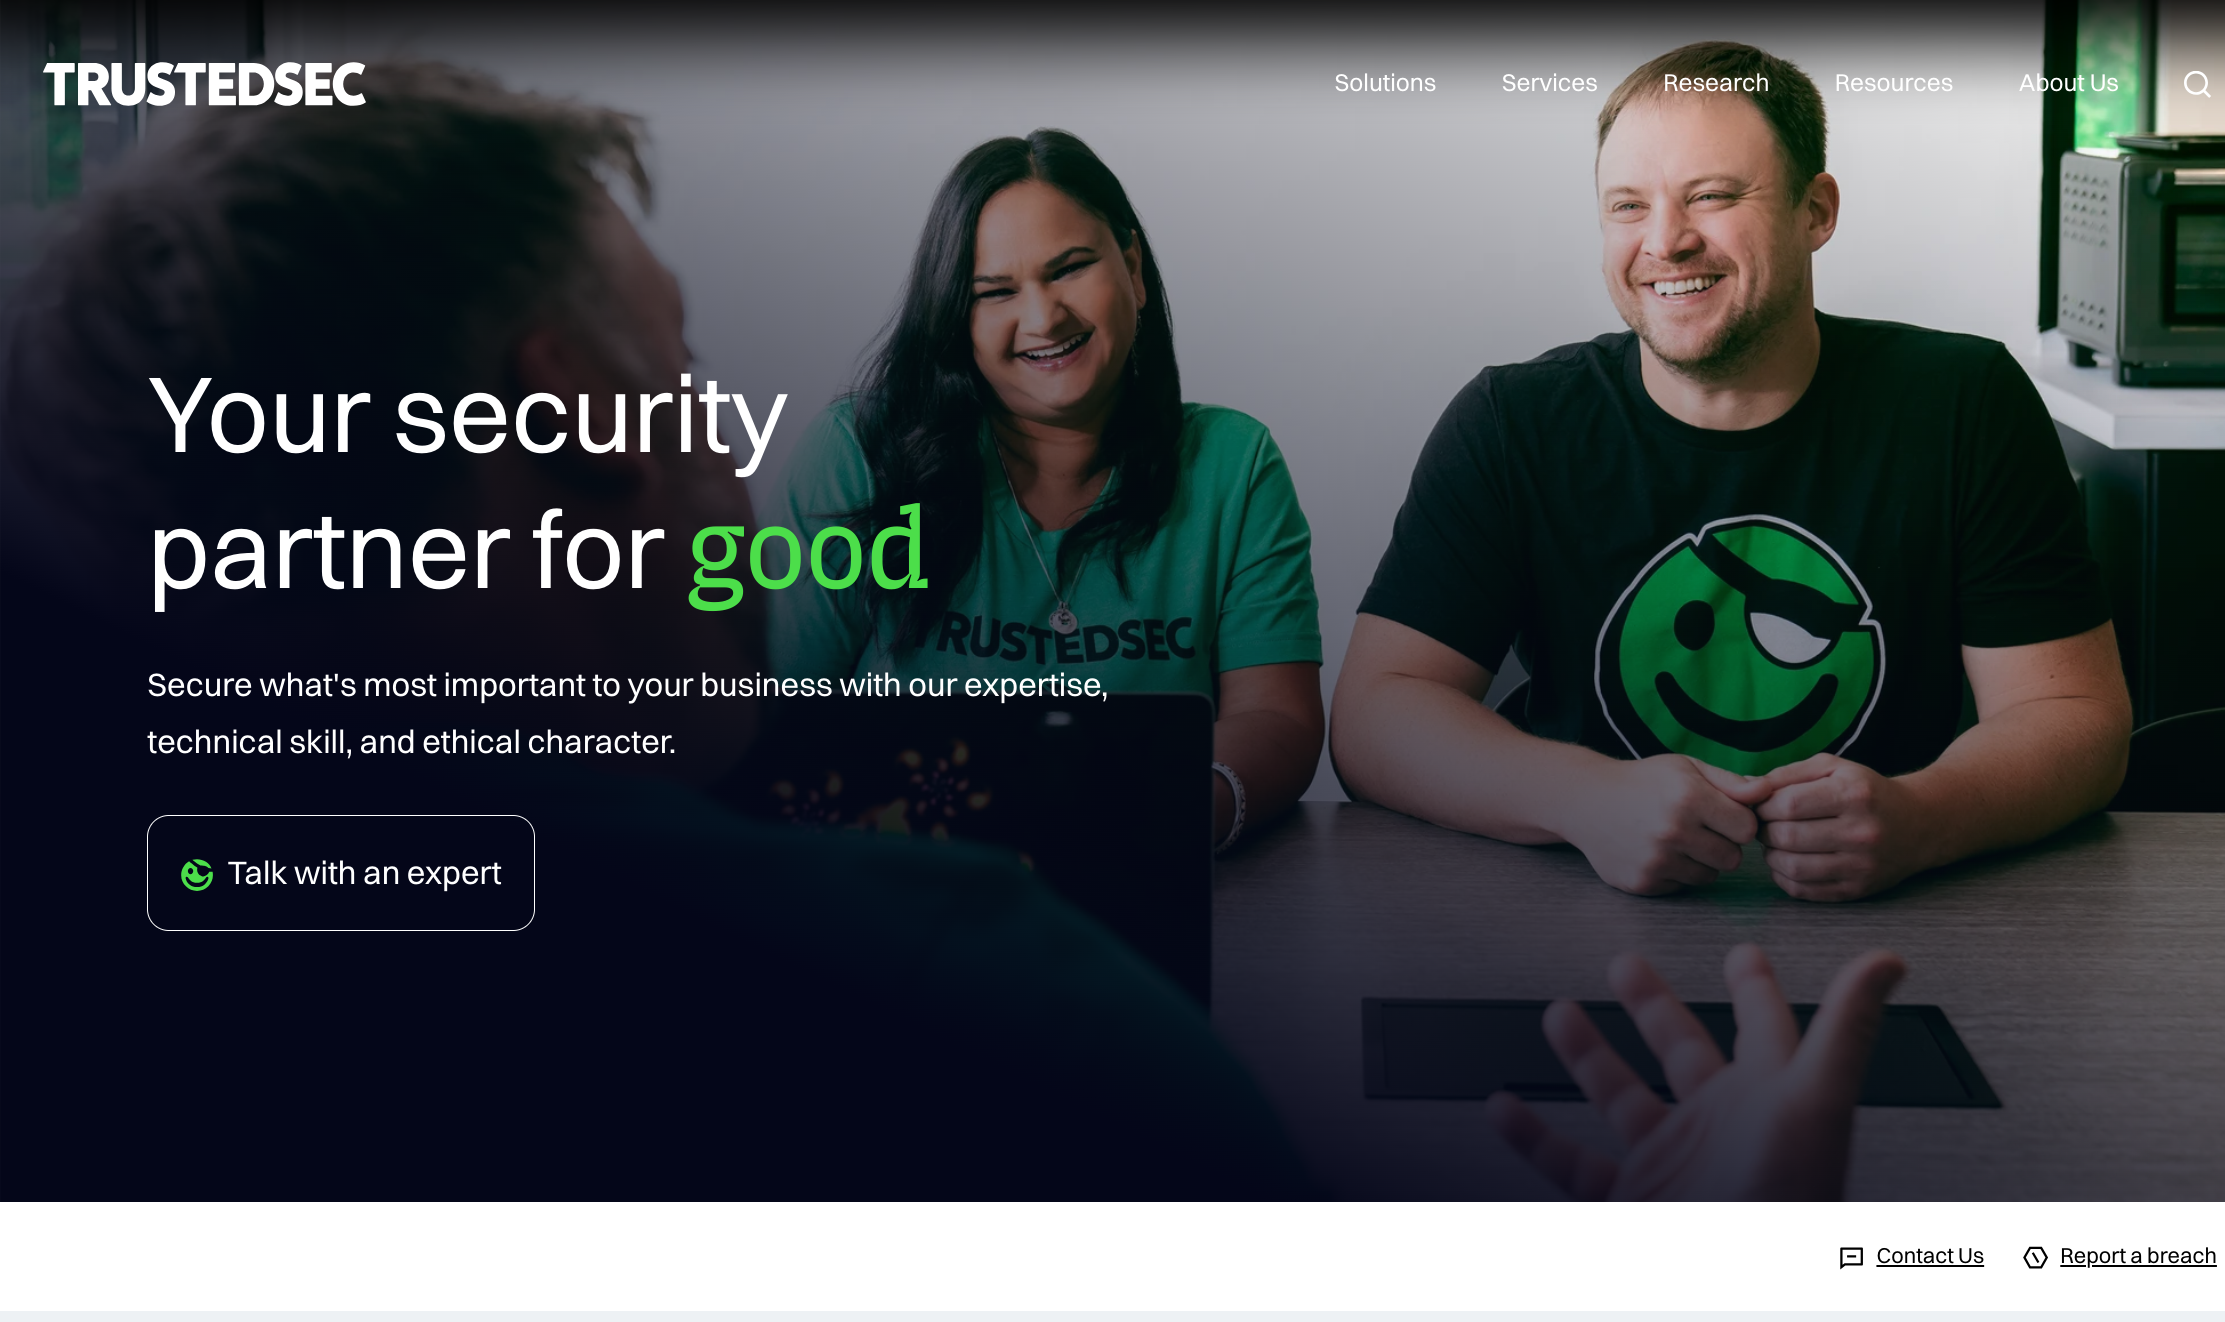 TRUSTEDSEC
Solutions
Services
Research
Resources
About Us
Your security
partner for good
TRUSTEDSEC
Secure what's most important to your business with our expertise,
technical skill, and ethical character.
Talk with an expert
Contact Us
Report a breach